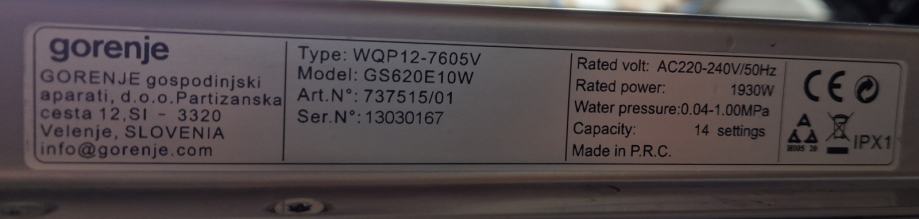 gorenje
GORENJE gospodinjski
aparati, d.o.o.Partizanska
cesta 12,SI - 3320
Velenje, SLOVENIA
info@gorenje.com
Type: WQP12-7605V
Model: GS620E10W
Art.N°: 737515/01
Ser.N°: 13030167
Rated volt: AC220-240V/50Hz
Rated power: 1930W
Water pressure:0.04-1.00MPa
Capacity: 14 settings
Made in P.R.C.
CE
IPX1